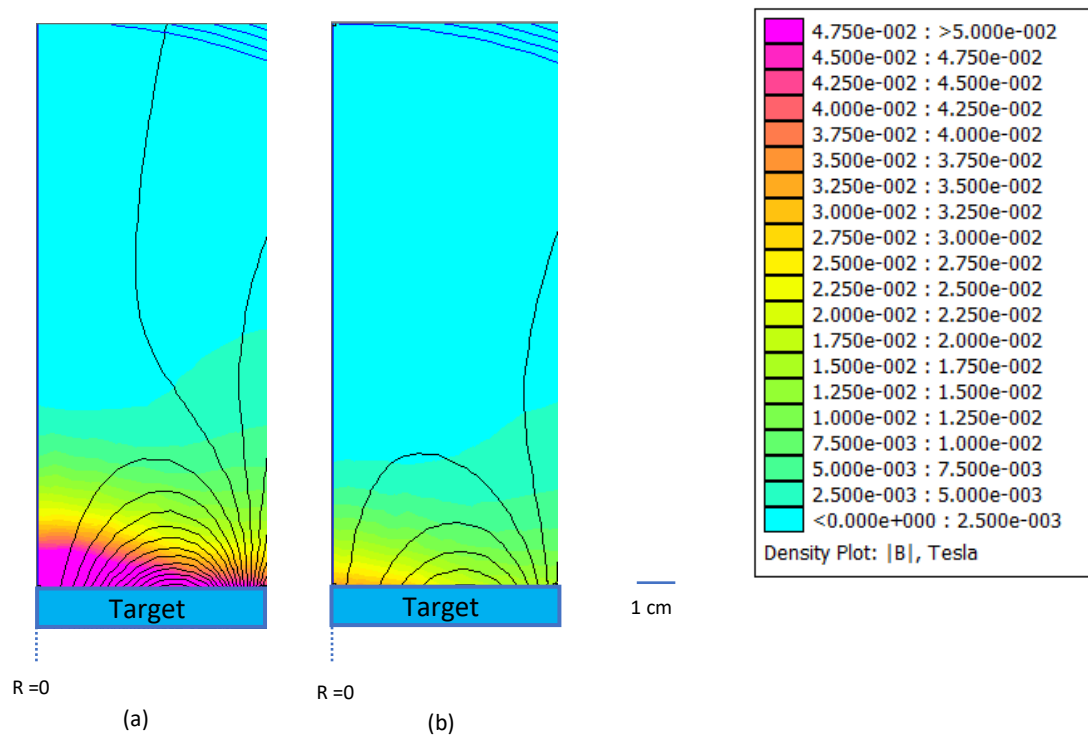 4.750e-002 : >5.000e-002
4.500e-002 : 4.750e-002
4.250e-002 : 4.500e-002
4.000e-002 : 4.250e-002
3.750e-002 : 4.000e-002
3.500e-002 : 3.750e-002
3.250e-002 : 3.500e-002
3.000e-002 : 3.250e-002
2.750e-002 : 3.000e-002
2.500e-002 : 2.750e-002
2.250e-002 : 2.500e-002
2.000e-002 : 2.250e-002
1.750e-002 : 2.000e-002
1.500e-002 : 1.750e-002
1.250e-002 : 1.500e-002
1.000e-002 : 1.250e-002
7.500e-003 : 1.000e-002
5.000e-003 : 7.500e-003
2.500e-003 : 5.000e-003
<0.000e+000 : 2.500e-003
Density Plot: |B|, Tesla
Target
Target
1 cm
R =0
R =0
(a)
(b)